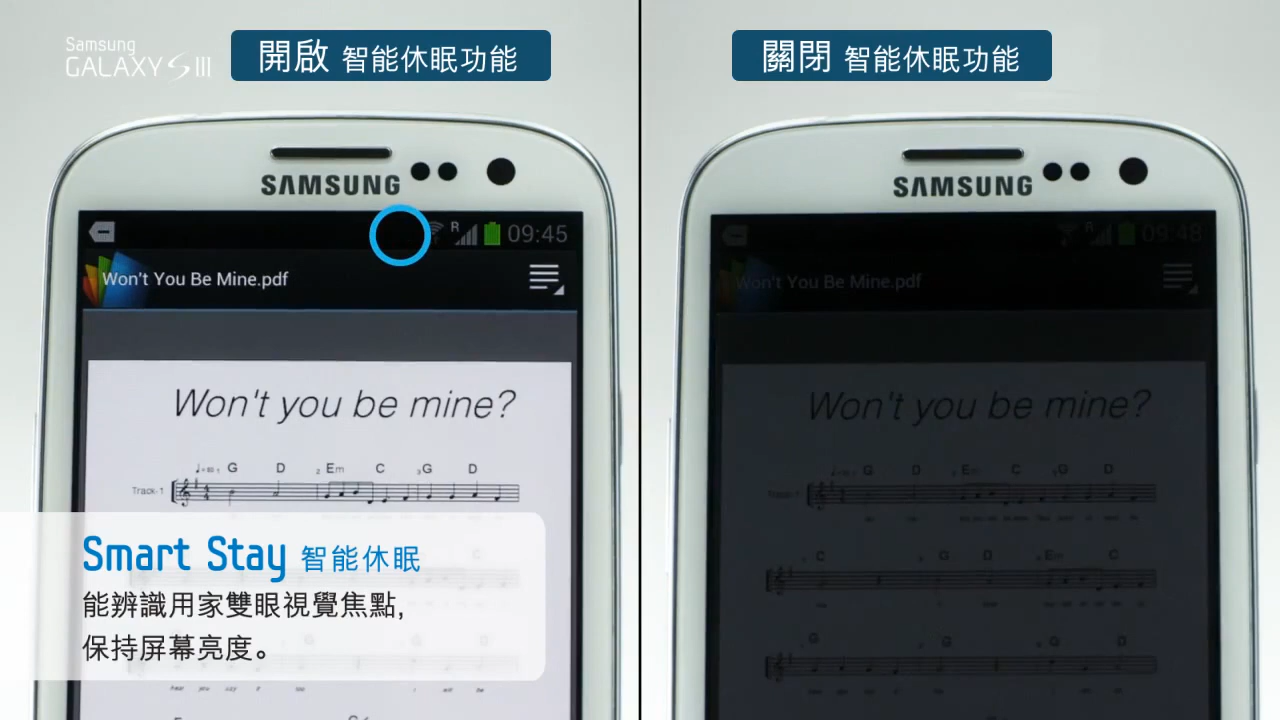 Samsung
GALAXY S III
開啟 智能休眠功能
SAMSUNG
R 09:45
Won't You Be Mine.pdf
Won't you be mine?
G D Em C G D
Track-1
Smart Stay 智能休眠
能辨識用家雙眼視覺焦點,
保持屏幕亮度。
關閉 智能休眠功能
SAMSUNG
R 09:48
Won't You Be Mine.pdf
Won't you be mine?
G D Em C G D
Track-1
C G D Em C
G C G D